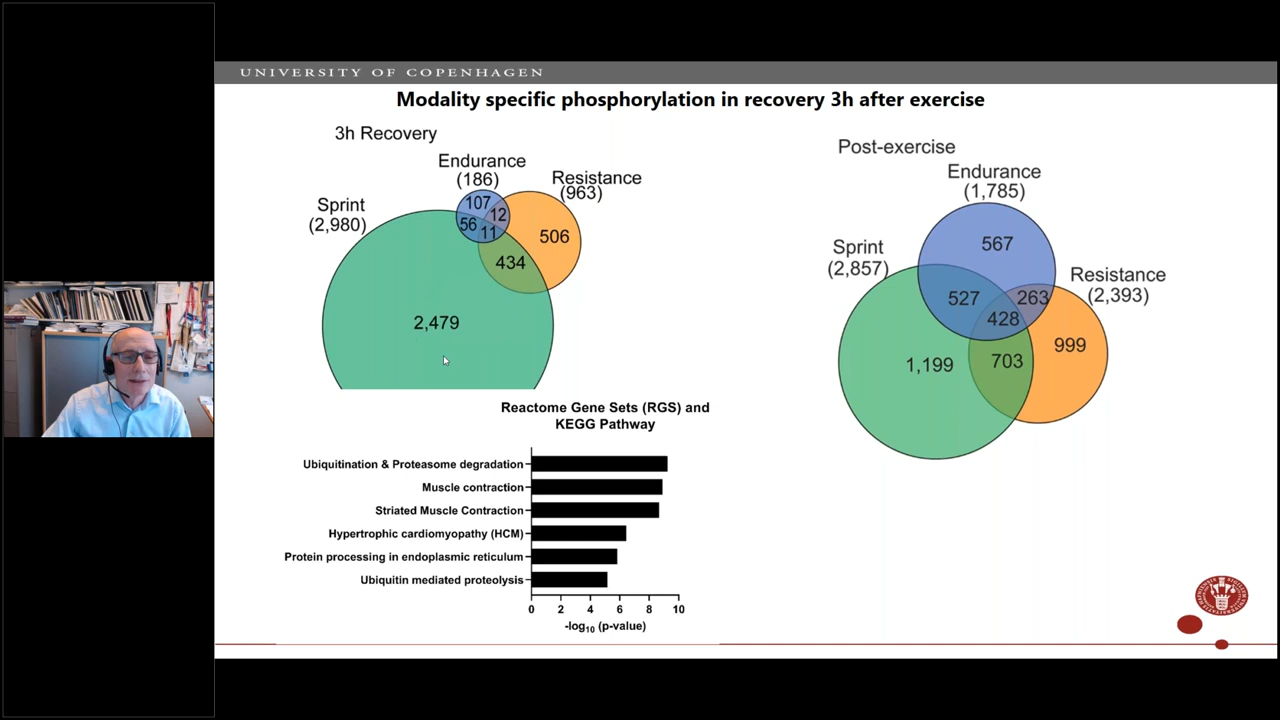 UNIVERSITY OF COPENHAGEN
Modality specific phosphorylation in recovery 3h after exercise
3h Recovery
Endurance
(186)
Resistance
(963)
Sprint
(2,980)
107
12
56
11
506
434
2,479
Post-exercise
Endurance
(1,785)
Sprint
(2,857)
Resistance
(2,393)
567
527
263
428
1,199
703
999
Reactome Gene Sets (RGS) and
KEGG Pathway
Ubiquitination & Proteasome degradation
Muscle contraction
Striated Muscle Contraction
Hypertrophic cardiomyopathy (HCM)
Protein processing in endoplasmic reticulum
Ubiquitin mediated proteolysis
0 2 4 6 8 10
-log10 (p-value)